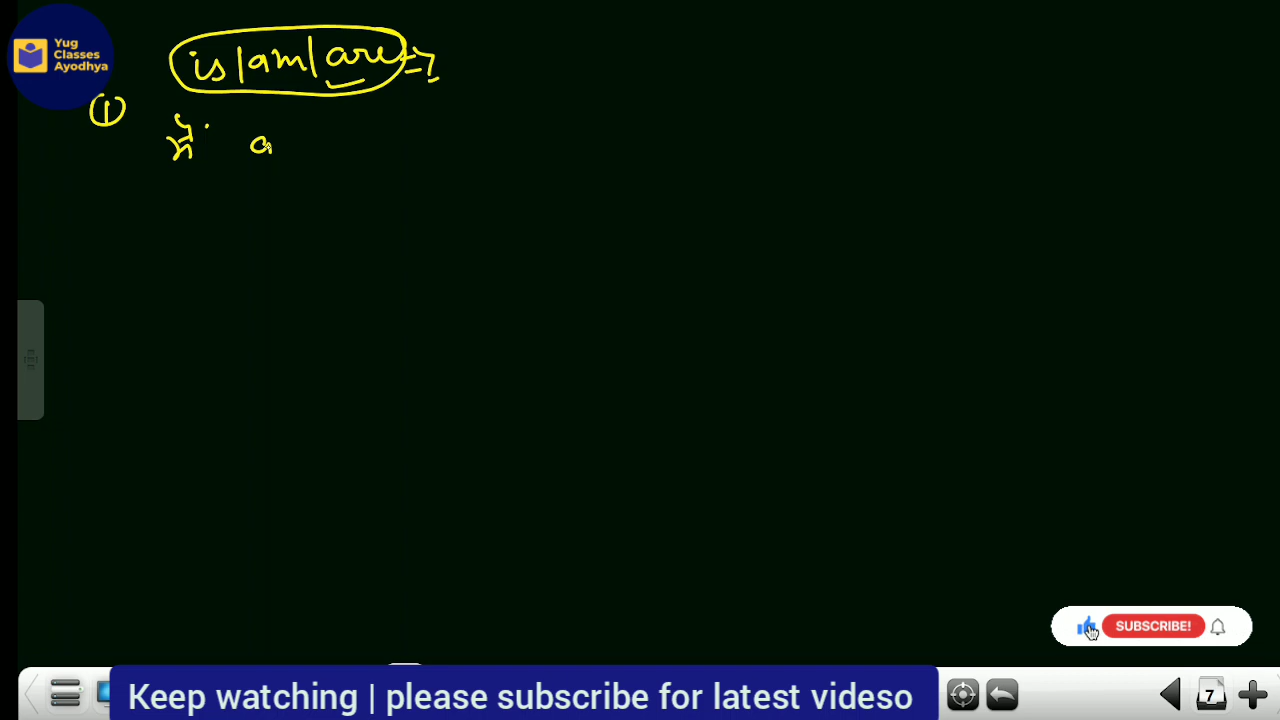 Yug
Classes
Ayodhya
is/am/are
①
मैं
SUBSCRIBE!
7
Keep watching | please subscribe for latest videso